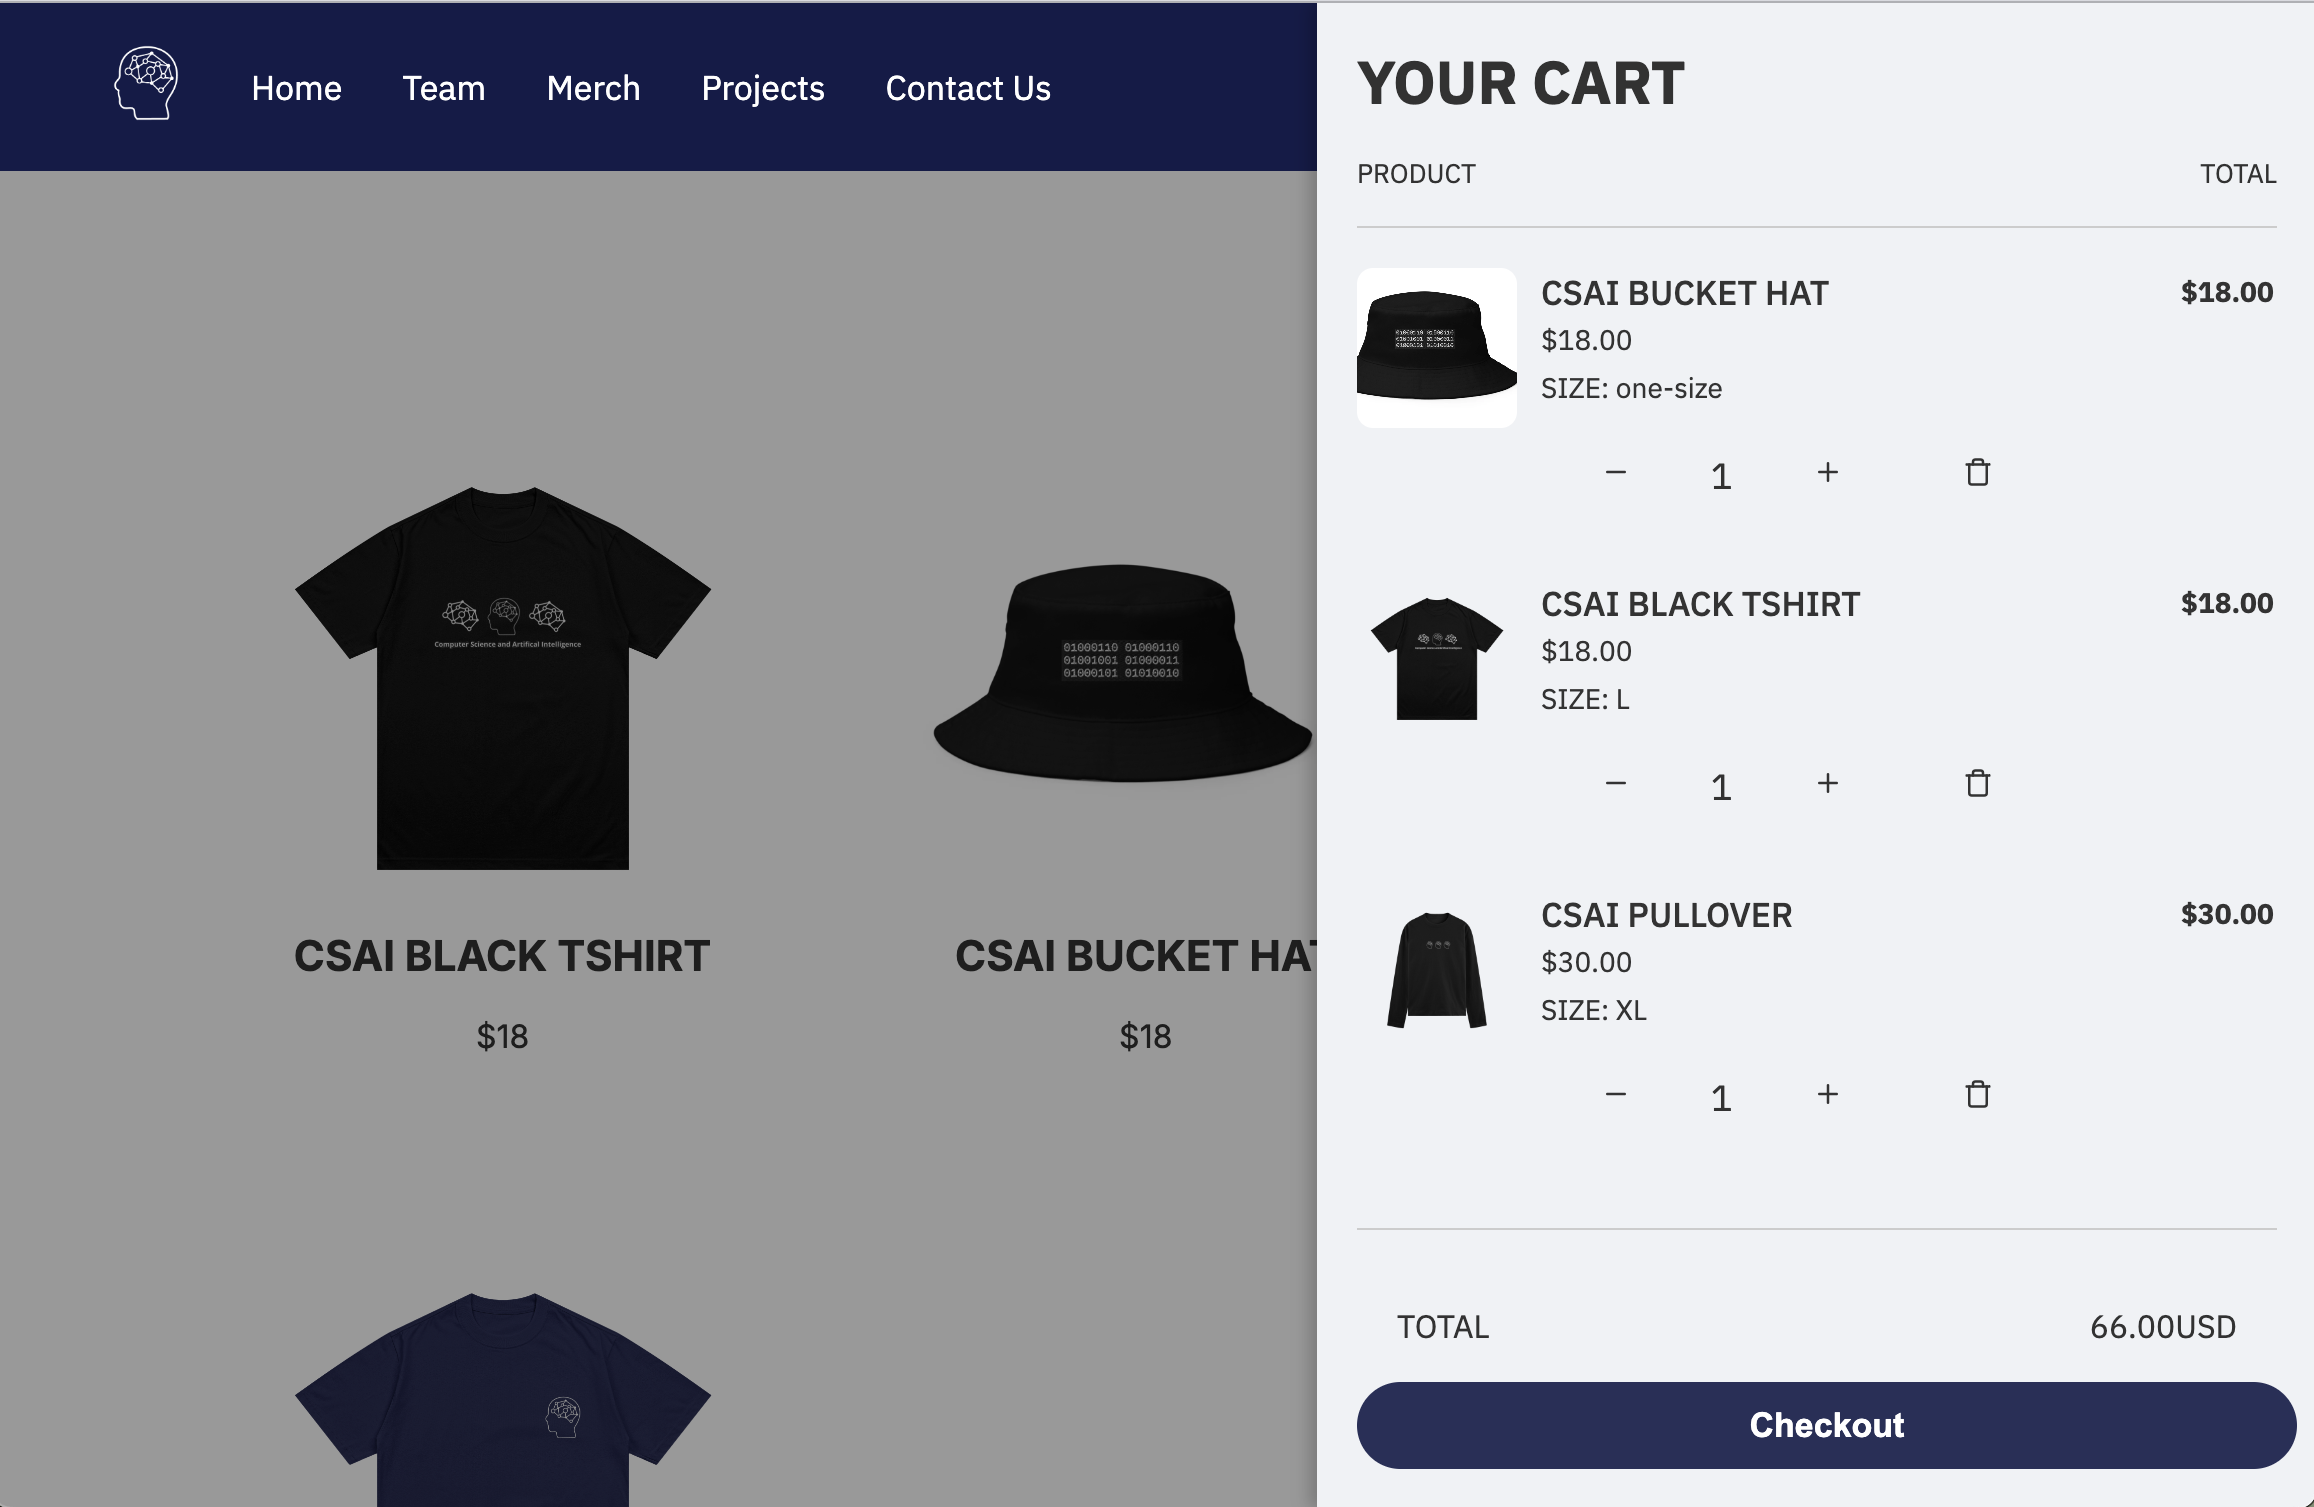 Home
Team
Merch
Projects
Contact Us
Computer Science and Artifical Intelligence
CSAI BLACK TSHIRT
$18
01000110 01000110
01001001 01000011
01000101 01010010
CSAI BUCKET HAT
$18
YOUR CART
PRODUCT TOTAL
CSAI BUCKET HAT $18.00
$18.00
SIZE: one-size
1
CSAI BLACK TSHIRT $18.00
$18.00
SIZE: L
1
CSAI PULLOVER $30.00
$30.00
SIZE: XL
1
TOTAL 66.00USD
Checkout